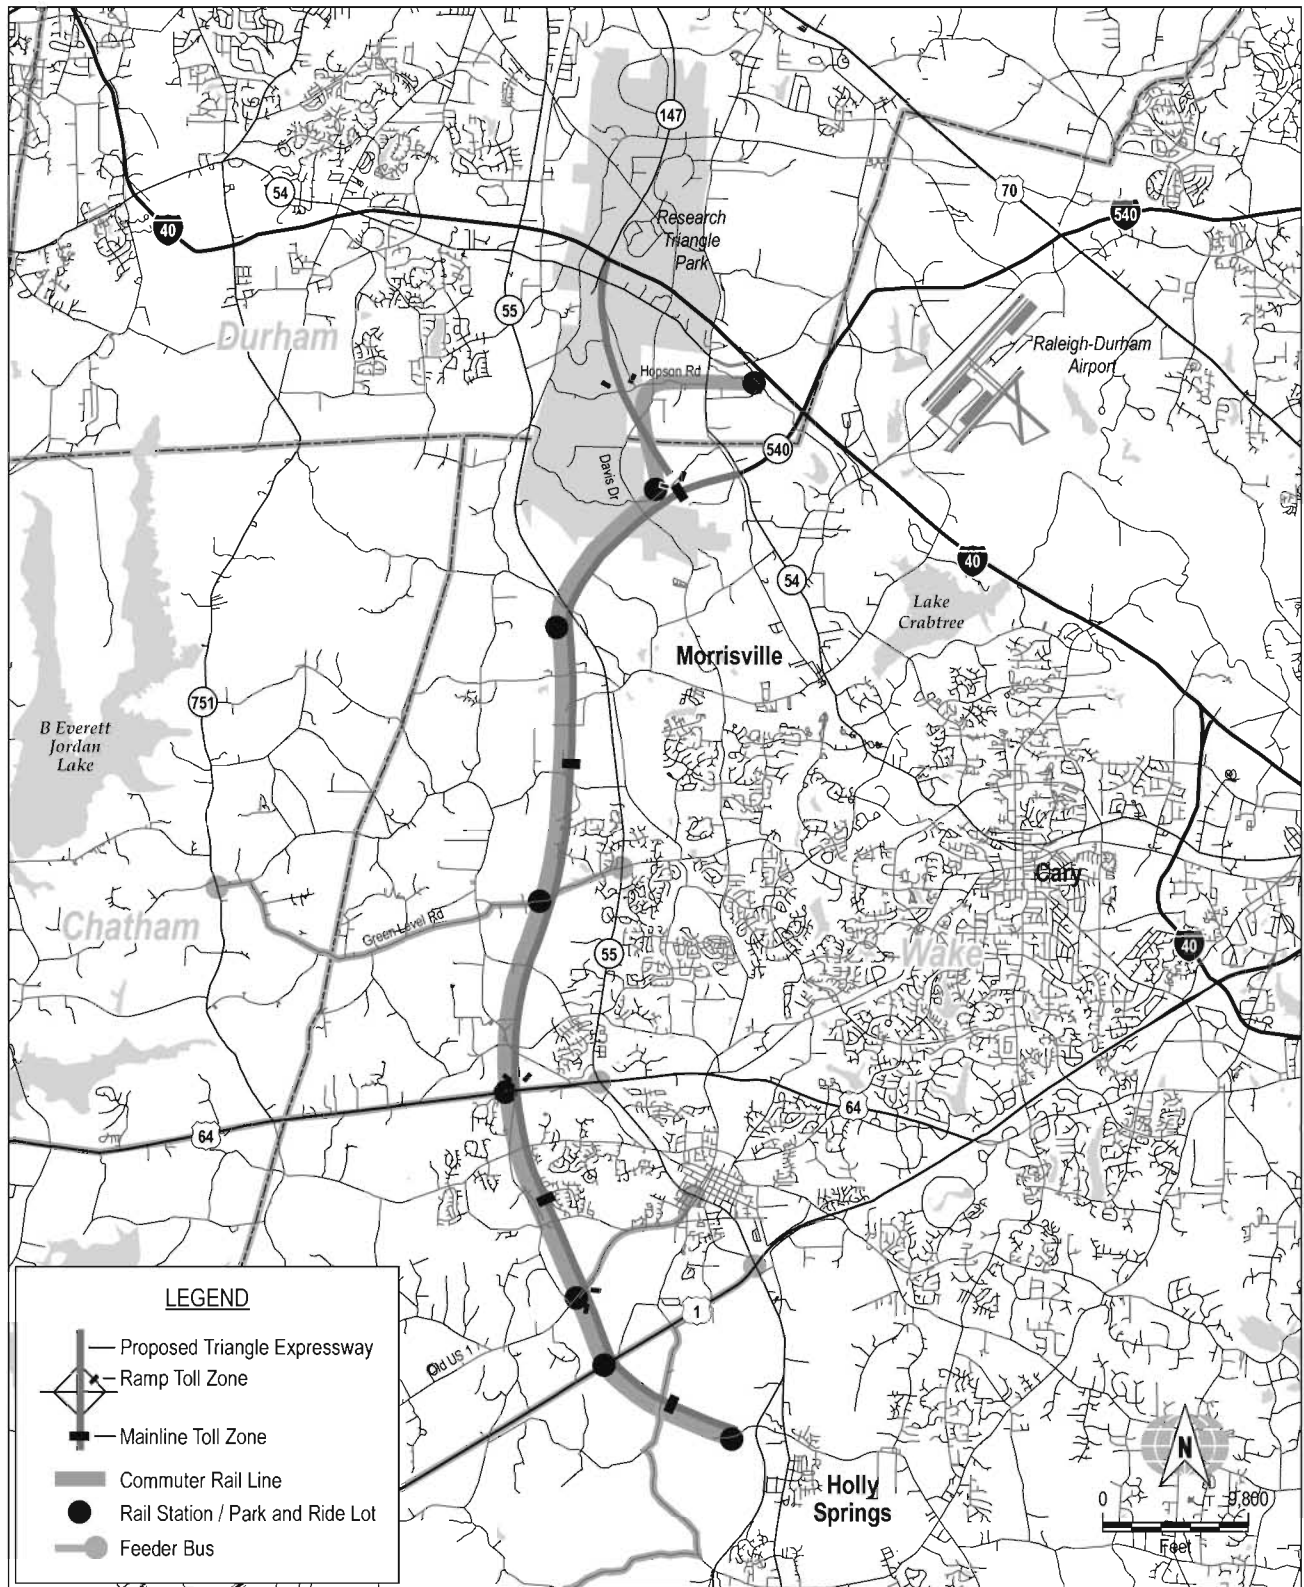 147
54
40
70
540
Research
Triangle
Park
55
Durham
Raleigh-Durham
Airport
Hopson Rd
540
Davis Dr
40
54
Lake
Crabtree
Morrisville
751
B Everett
Jordan
Lake
Cary
Chatham
Green Level Rd
55
Wake
40
64
64
1
Old US 1
LEGEND
Proposed Triangle Expressway
Ramp Toll Zone
Mainline Toll Zone
Commuter Rail Line
Rail Station / Park and Ride Lot
Feeder Bus
Holly
Springs
N
0 9,800
Feet